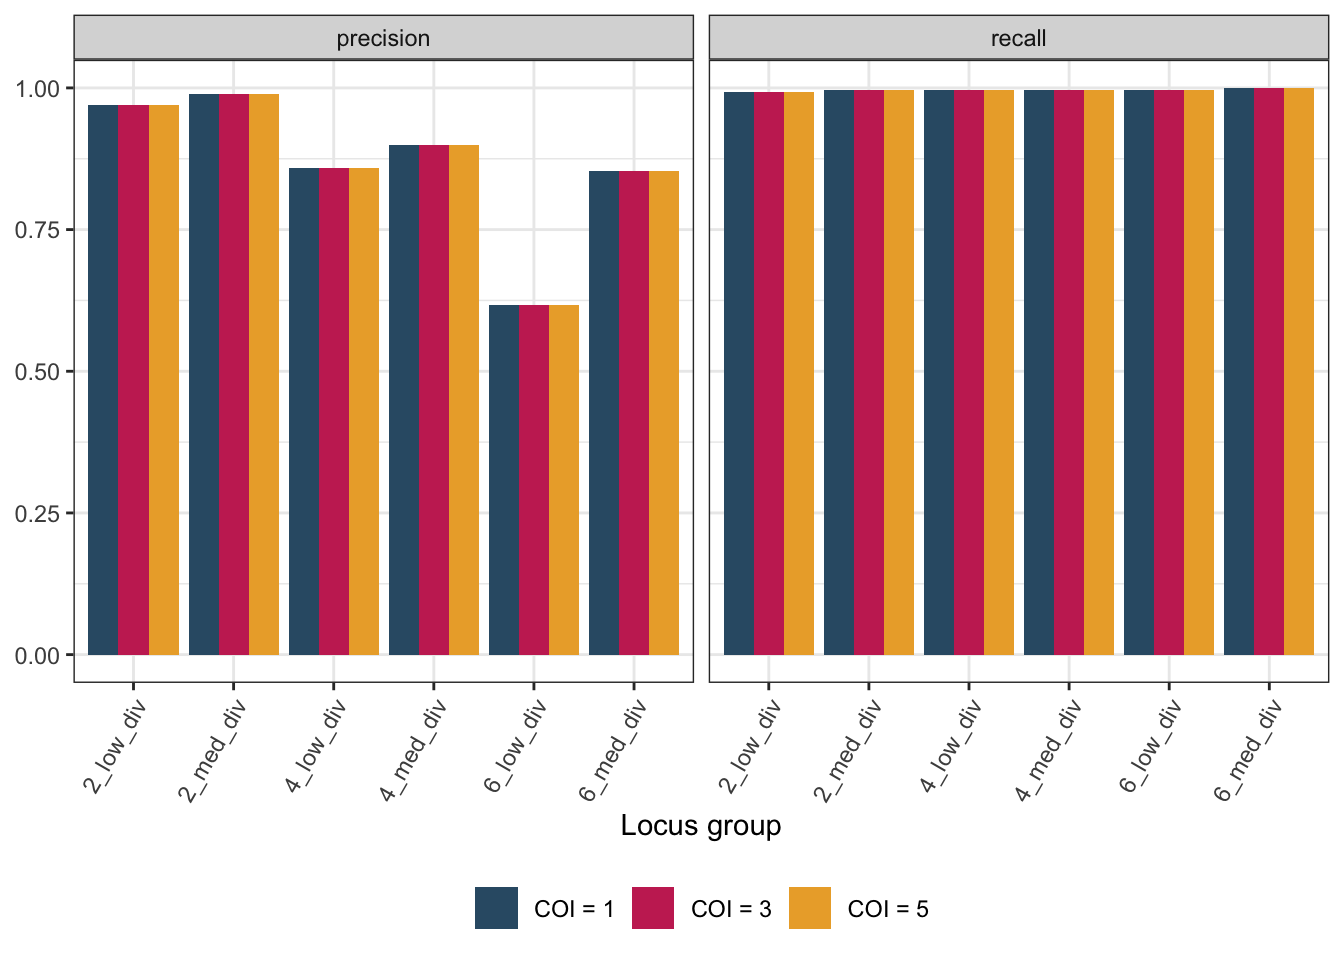 precision
recall
1.00
0.75
0.50
0.25
0.00
2_low_div
2_med_div
4_low_div
4_med_div
6_low_div
6_med_div
2_low_div
2_med_div
4_low_div
4_med_div
6_low_div
6_med_div
Locus group
COI = 1
COI = 3
COI = 5